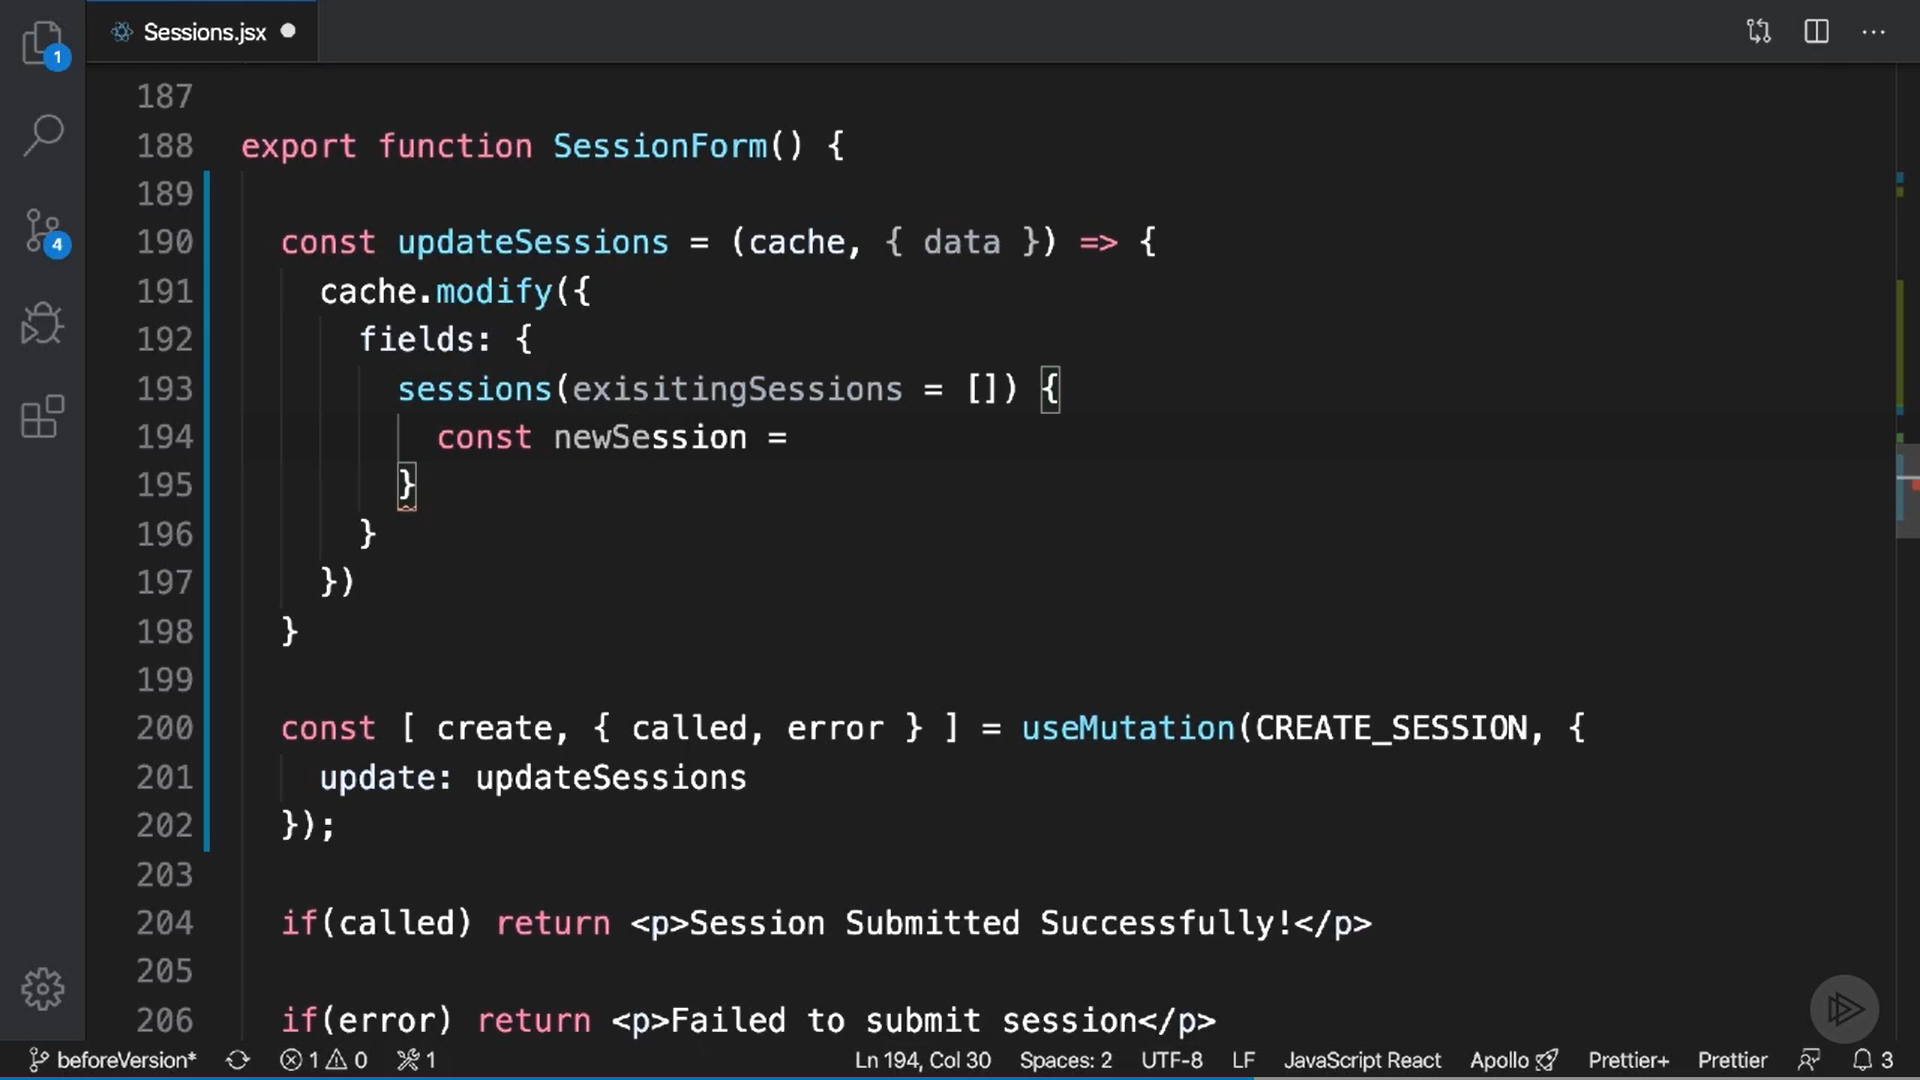 Sessions.jsx
1
187
188 export function SessionForm() {
189
190 const updateSessions = (cache, { data }) => {
191 cache.modify({
192 fields: {
193 sessions(exisitingSessions = []) {
194 const newSession =
195 }
196 }
197 })
198 }
199
200 const [ create, { called, error } ] = useMutation(CREATE_SESSION, {
201 update: updateSessions
202 });
203
204 if(called) return <p>Session Submitted Successfully!</p>
205
206 if(error) return <p>Failed to submit session</p>
4
beforeVersion* 1 0 1 Ln 194, Col 30 Spaces: 2 UTF-8 LF JavaScript React Apollo Prettier+ Prettier 3